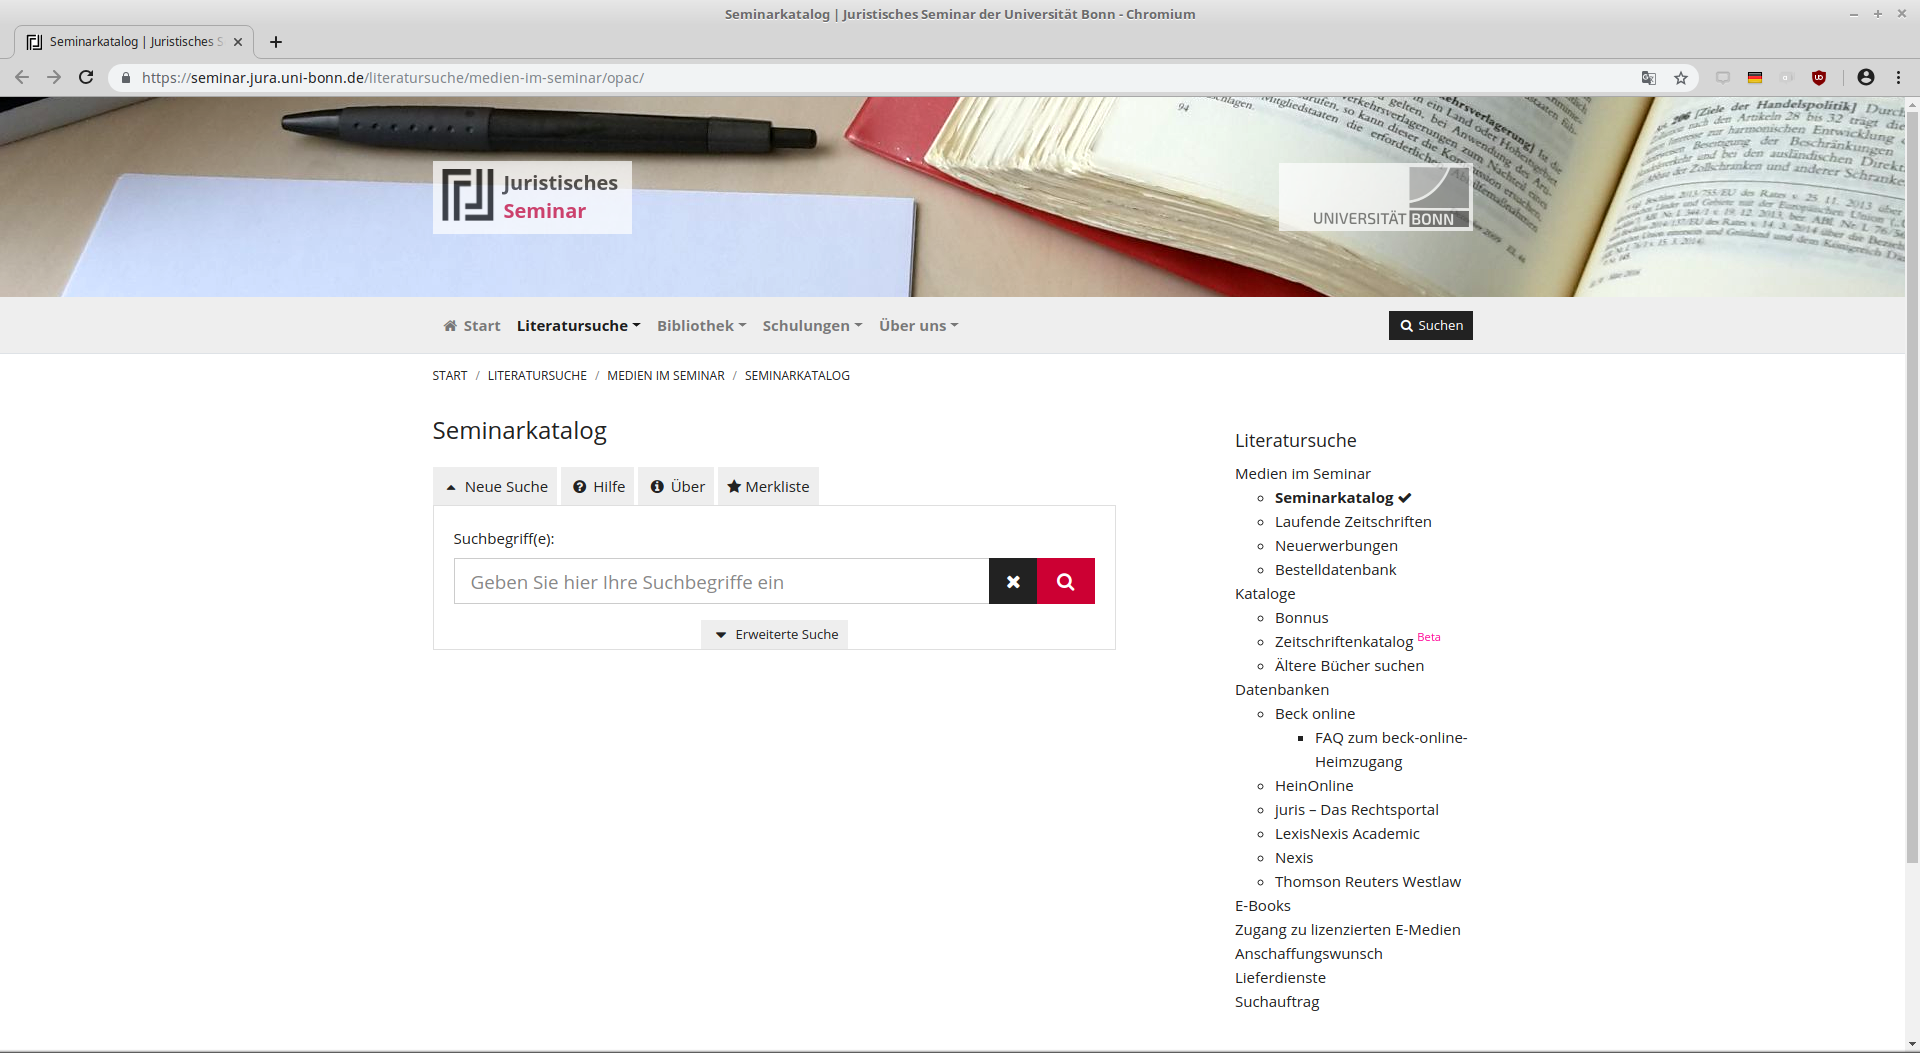 Seminarkatalog | Juristisches Seminar der Universität Bonn - Chromium
Seminarkatalog | Juristisches S
https://seminar.jura.uni-bonn.de/literatursuche/medien-im-seminar/opac/
Juristisches
Seminar
UNIVERSITÄT BONN
Start
Literatursuche
Bibliothek
Schulungen
Über uns
Suchen
START / LITERATURSUCHE / MEDIEN IM SEMINAR / SEMINARKATALOG
Seminarkatalog
Neue Suche
Hilfe
Über
Merkliste
Suchbegriff(e):
Geben Sie hier Ihre Suchbegriffe ein
Erweiterte Suche
Literatursuche
Medien im Seminar
Seminarkatalog
Laufende Zeitschriften
Neuerwerbungen
Bestelldatenbank
Kataloge
Bonnus
Zeitschriftenkatalog Beta
Ältere Bücher suchen
Datenbanken
Beck online
FAQ zum beck-online-
Heimzugang
HeinOnline
juris – Das Rechtsportal
LexisNexis Academic
Nexis
Thomson Reuters Westlaw
E-Books
Zugang zu lizenzierten E-Medien
Anschaffungswunsch
Lieferdienste
Suchauftrag